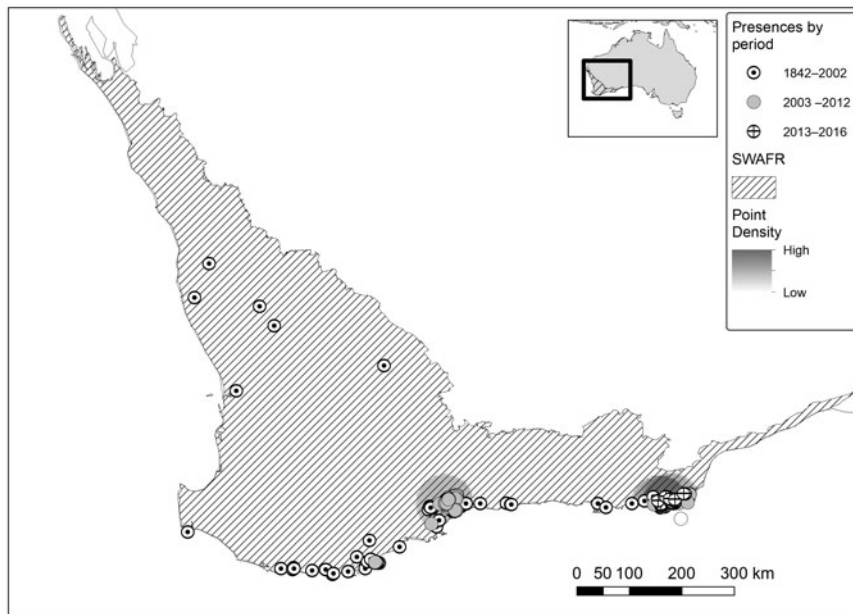 Presences by
period
1842–2002
2003 –2012
2013–2016
SWAFR
Point
Density
High
Low
0 50 100 200 300 km